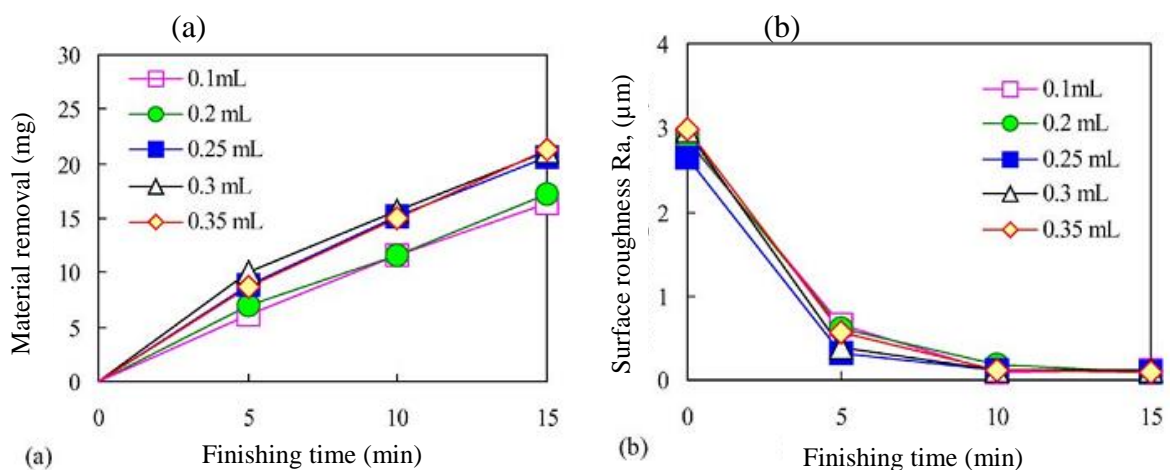 (a)
Material removal (mg)
30
25
20
15
10
5
0
0.1mL
0.2 mL
0.25 mL
0.3 mL
0.35 mL
0 5 10 15
Finishing time (min)
(a)
(b)
Surface roughness Ra, (µm)
4
3
2
1
0
0.1mL
0.2 mL
0.25 mL
0.3 mL
0.35 mL
0 5 10 15
Finishing time (min)
(b)